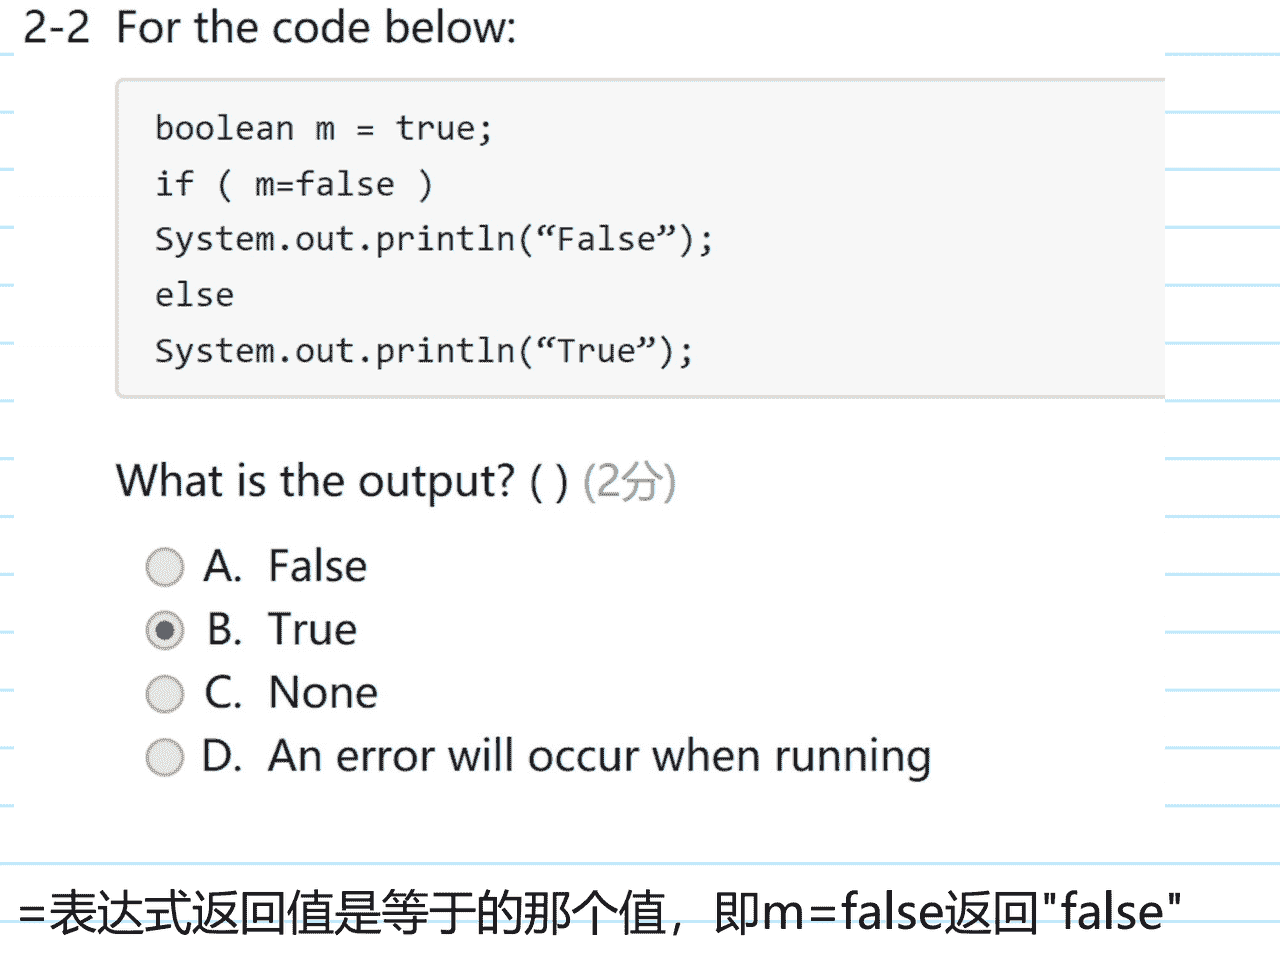 2-2 For the code below:
boolean m = true;
if ( m=false )
System.out.println(“False”);
else
System.out.println(“True”);
What is the output? ( ) (2分)
A. False
B. True
C. None
D. An error will occur when running
=表达式返回值是等于的那个值，即m=false返回"false"